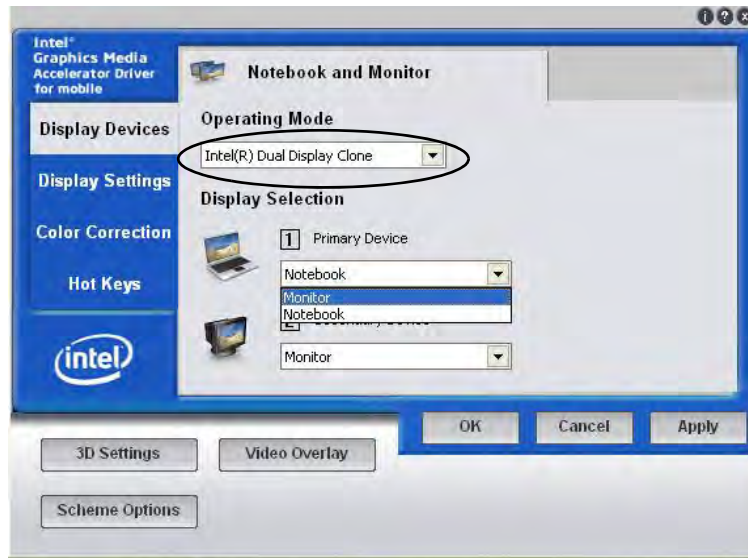 Intel®
Graphics Media
Accelerator Driver
for mobile
Notebook and Monitor
Display Devices
Display Settings
Color Correction
Hot Keys
intel
Operating Mode
Intel(R) Dual Display Clone
Display Selection
1 Primary Device
Notebook
Monitor
Notebook
2 Secondary Device
Monitor
OK
Cancel
Apply
3D Settings
Video Overlay
Scheme Options